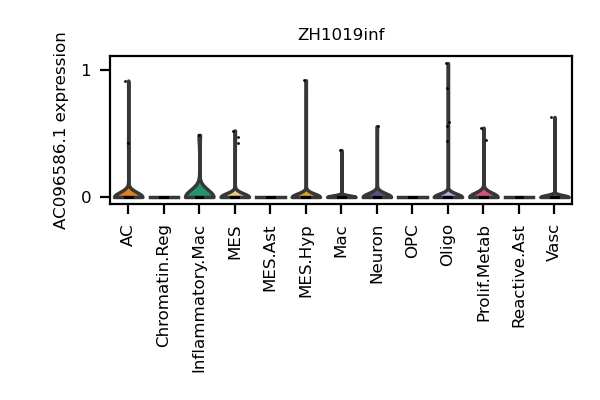 ZH1019inf
AC096586.1 expression
1
0
AC
Chromatin.Reg
Inflammatory.Mac
MES
MES.Ast
MES.Hyp
Mac
Neuron
OPC
Oligo
Prolif.Metab
Reactive.Ast
Vasc